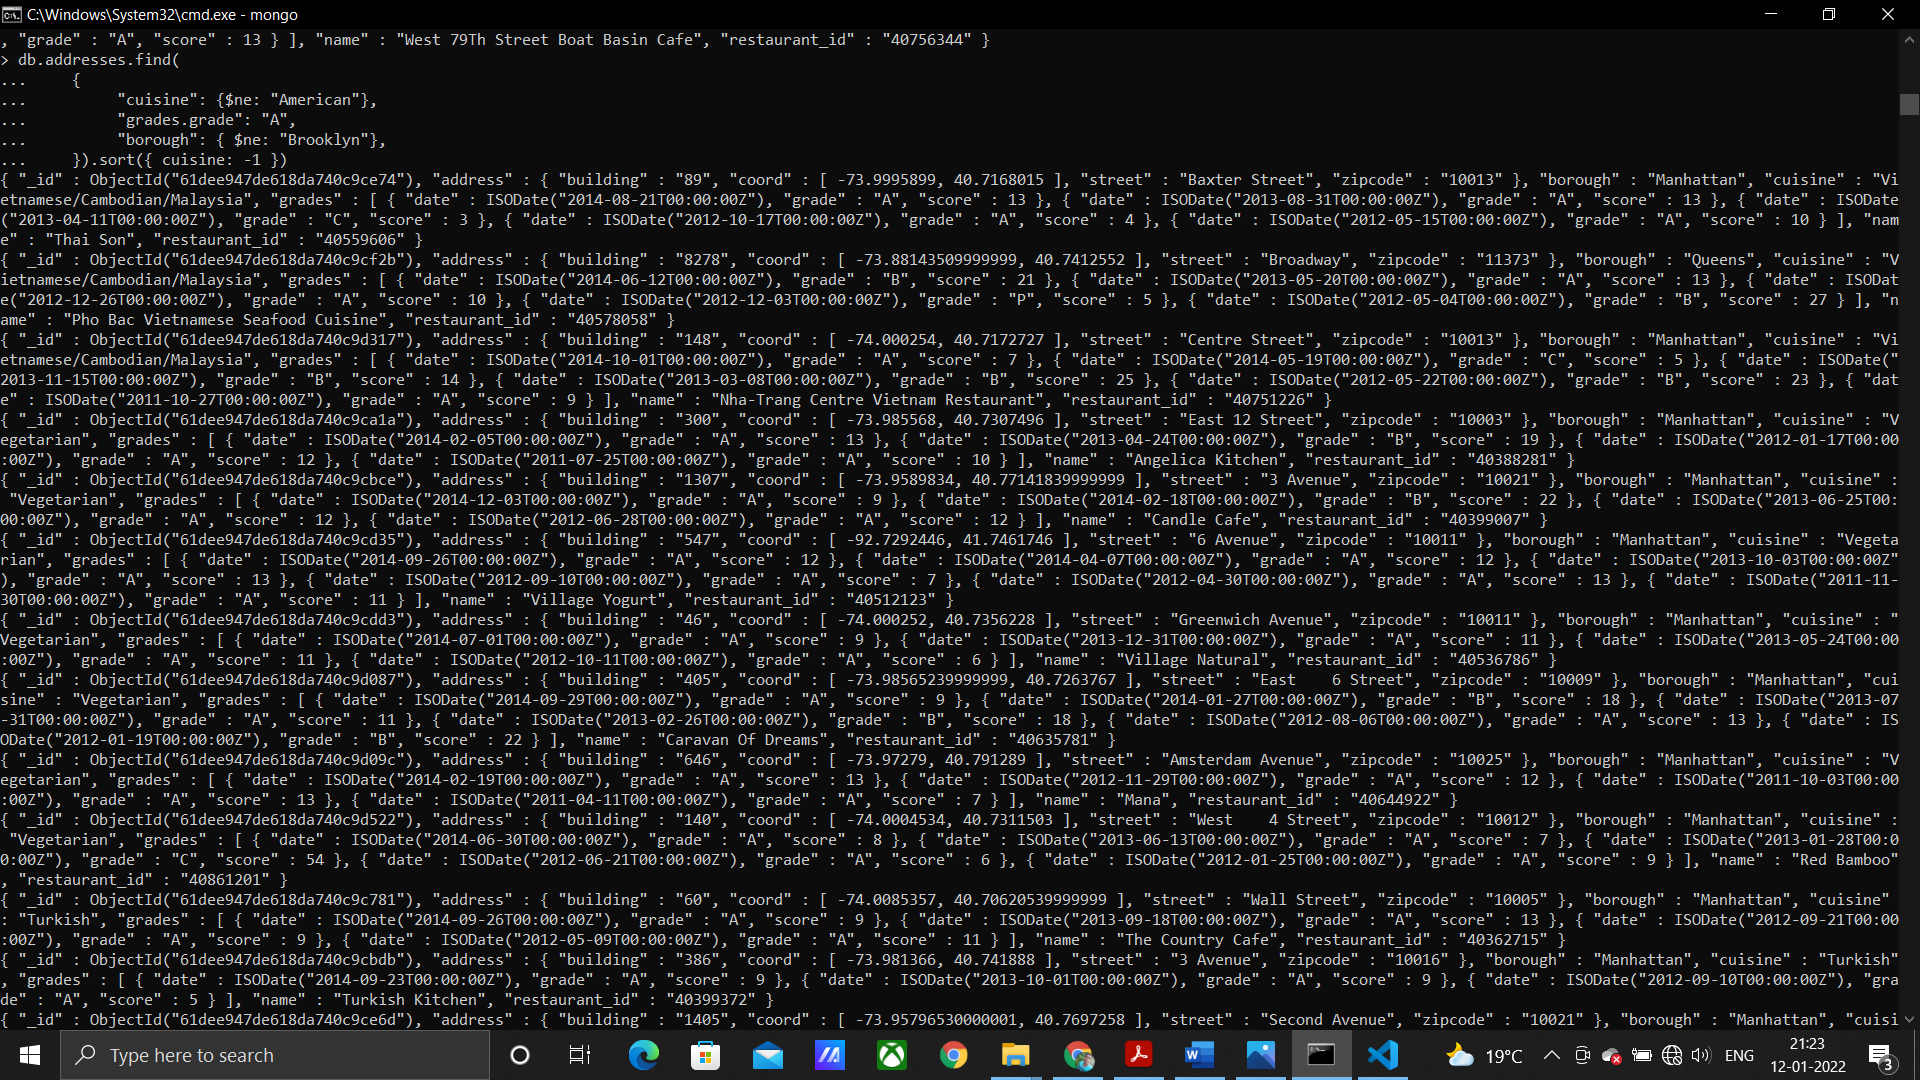 C:\Windows\System32\cmd.exe - mongo
, "grade" : "A", "score" : 13 } ], "name" : "West 79Th Street Boat Basin Cafe", "restaurant_id" : "40756344" }
> db.addresses.find(
...     {
...          "cuisine": {$ne: "American"},
...          "grades.grade": "A",
...          "borough": { $ne: "Brooklyn"},
...     }).sort({ cuisine: -1 })
{ "_id" : ObjectId("61dee947de618da740c9ce74"), "address" : { "building" : "89", "coord" : [ -73.9995899, 40.7168015 ], "street" : "Baxter Street", "zipcode" : "10013" }, "borough" : "Manhattan", "cuisine" : "Vi
etnamese/Cambodian/Malaysia", "grades" : [ { "date" : ISODate("2014-08-21T00:00:00Z"), "grade" : "A", "score" : 13 }, { "date" : ISODate("2013-08-31T00:00:00Z"), "grade" : "A", "score" : 13 }, { "date" : ISODate
("2013-04-11T00:00:00Z"), "grade" : "C", "score" : 3 }, { "date" : ISODate("2012-10-17T00:00:00Z"), "grade" : "A", "score" : 4 }, { "date" : ISODate("2012-05-15T00:00:00Z"), "grade" : "A", "score" : 10 } ], "nam
e" : "Thai Son", "restaurant_id" : "40559606" }
{ "_id" : ObjectId("61dee947de618da740c9cf2b"), "address" : { "building" : "8278", "coord" : [ -73.88143509999999, 40.7412552 ], "street" : "Broadway", "zipcode" : "11373" }, "borough" : "Queens", "cuisine" : "V
ietnamese/Cambodian/Malaysia", "grades" : [ { "date" : ISODate("2014-06-12T00:00:00Z"), "grade" : "B", "score" : 21 }, { "date" : ISODate("2013-05-20T00:00:00Z"), "grade" : "A", "score" : 13 }, { "date" : ISODat
e("2012-12-26T00:00:00Z"), "grade" : "A", "score" : 10 }, { "date" : ISODate("2012-12-03T00:00:00Z"), "grade" : "P", "score" : 5 }, { "date" : ISODate("2012-05-04T00:00:00Z"), "grade" : "B", "score" : 27 } ], "n
ame" : "Pho Bac Vietnamese Seafood Cuisine", "restaurant_id" : "40578058" }
{ "_id" : ObjectId("61dee947de618da740c9d317"), "address" : { "building" : "148", "coord" : [ -74.000254, 40.7172727 ], "street" : "Centre Street", "zipcode" : "10013" }, "borough" : "Manhattan", "cuisine" : "Vi
etnamese/Cambodian/Malaysia", "grades" : [ { "date" : ISODate("2014-10-01T00:00:00Z"), "grade" : "A", "score" : 7 }, { "date" : ISODate("2014-05-19T00:00:00Z"), "grade" : "C", "score" : 5 }, { "date" : ISODate("
2013-11-15T00:00:00Z"), "grade" : "B", "score" : 14 }, { "date" : ISODate("2013-03-08T00:00:00Z"), "grade" : "B", "score" : 25 }, { "date" : ISODate("2012-05-22T00:00:00Z"), "grade" : "B", "score" : 23 }, { "dat
e" : ISODate("2011-10-27T00:00:00Z"), "grade" : "A", "score" : 9 } ], "name" : "Nha-Trang Centre Vietnam Restaurant", "restaurant_id" : "40751226" }
{ "_id" : ObjectId("61dee947de618da740c9ca1a"), "address" : { "building" : "300", "coord" : [ -73.985568, 40.7307496 ], "street" : "East 12 Street", "zipcode" : "10003" }, "borough" : "Manhattan", "cuisine" : "V
egetarian", "grades" : [ { "date" : ISODate("2014-02-05T00:00:00Z"), "grade" : "A", "score" : 13 }, { "date" : ISODate("2013-04-24T00:00:00Z"), "grade" : "B", "score" : 19 }, { "date" : ISODate("2012-01-17T00:00
:00Z"), "grade" : "A", "score" : 12 }, { "date" : ISODate("2011-07-25T00:00:00Z"), "grade" : "A", "score" : 10 } ], "name" : "Angelica Kitchen", "restaurant_id" : "40388281" }
{ "_id" : ObjectId("61dee947de618da740c9cbce"), "address" : { "building" : "1307", "coord" : [ -73.9589834, 40.77141839999999 ], "street" : "3 Avenue", "zipcode" : "10021" }, "borough" : "Manhattan", "cuisine" :
 "Vegetarian", "grades" : [ { "date" : ISODate("2014-12-03T00:00:00Z"), "grade" : "A", "score" : 9 }, { "date" : ISODate("2014-02-18T00:00:00Z"), "grade" : "B", "score" : 22 }, { "date" : ISODate("2013-06-25T00:
00:00Z"), "grade" : "A", "score" : 12 }, { "date" : ISODate("2012-06-28T00:00:00Z"), "grade" : "A", "score" : 12 } ], "name" : "Candle Cafe", "restaurant_id" : "40399007" }
{ "_id" : ObjectId("61dee947de618da740c9cd35"), "address" : { "building" : "547", "coord" : [ -92.7292446, 41.7461746 ], "street" : "6 Avenue", "zipcode" : "10011" }, "borough" : "Manhattan", "cuisine" : "Vegeta
rian", "grades" : [ { "date" : ISODate("2014-09-26T00:00:00Z"), "grade" : "A", "score" : 12 }, { "date" : ISODate("2014-04-07T00:00:00Z"), "grade" : "A", "score" : 12 }, { "date" : ISODate("2013-10-03T00:00:00Z"
), "grade" : "A", "score" : 13 }, { "date" : ISODate("2012-09-10T00:00:00Z"), "grade" : "A", "score" : 7 }, { "date" : ISODate("2012-04-30T00:00:00Z"), "grade" : "A", "score" : 13 }, { "date" : ISODate("2011-11-
30T00:00:00Z"), "grade" : "A", "score" : 11 } ], "name" : "Village Yogurt", "restaurant_id" : "40512123" }
{ "_id" : ObjectId("61dee947de618da740c9cdd3"), "address" : { "building" : "46", "coord" : [ -74.000252, 40.7356228 ], "street" : "Greenwich Avenue", "zipcode" : "10011" }, "borough" : "Manhattan", "cuisine" : "
Vegetarian", "grades" : [ { "date" : ISODate("2014-07-01T00:00:00Z"), "grade" : "A", "score" : 9 }, { "date" : ISODate("2013-12-31T00:00:00Z"), "grade" : "A", "score" : 11 }, { "date" : ISODate("2013-05-24T00:00
:00Z"), "grade" : "A", "score" : 11 }, { "date" : ISODate("2012-10-11T00:00:00Z"), "grade" : "A", "score" : 6 } ], "name" : "Village Natural", "restaurant_id" : "40536786" }
{ "_id" : ObjectId("61dee947de618da740c9d087"), "address" : { "building" : "405", "coord" : [ -73.98565239999999, 40.7263767 ], "street" : "East    6 Street", "zipcode" : "10009" }, "borough" : "Manhattan", "cui
sine" : "Vegetarian", "grades" : [ { "date" : ISODate("2014-09-29T00:00:00Z"), "grade" : "A", "score" : 9 }, { "date" : ISODate("2014-01-27T00:00:00Z"), "grade" : "B", "score" : 18 }, { "date" : ISODate("2013-07
-31T00:00:00Z"), "grade" : "A", "score" : 11 }, { "date" : ISODate("2013-02-26T00:00:00Z"), "grade" : "B", "score" : 18 }, { "date" : ISODate("2012-08-06T00:00:00Z"), "grade" : "A", "score" : 13 }, { "date" : IS
ODate("2012-01-19T00:00:00Z"), "grade" : "B", "score" : 22 } ], "name" : "Caravan Of Dreams", "restaurant_id" : "40635781" }
{ "_id" : ObjectId("61dee947de618da740c9d09c"), "address" : { "building" : "646", "coord" : [ -73.97279, 40.791289 ], "street" : "Amsterdam Avenue", "zipcode" : "10025" }, "borough" : "Manhattan", "cuisine" : "V
egetarian", "grades" : [ { "date" : ISODate("2014-02-19T00:00:00Z"), "grade" : "A", "score" : 13 }, { "date" : ISODate("2012-11-29T00:00:00Z"), "grade" : "A", "score" : 12 }, { "date" : ISODate("2011-10-03T00:00
:00Z"), "grade" : "A", "score" : 13 }, { "date" : ISODate("2011-04-11T00:00:00Z"), "grade" : "A", "score" : 7 } ], "name" : "Mana", "restaurant_id" : "40644922" }
{ "_id" : ObjectId("61dee947de618da740c9d522"), "address" : { "building" : "140", "coord" : [ -74.0004534, 40.7311503 ], "street" : "West    4 Street", "zipcode" : "10012" }, "borough" : "Manhattan", "cuisine" :
 "Vegetarian", "grades" : [ { "date" : ISODate("2014-06-30T00:00:00Z"), "grade" : "A", "score" : 8 }, { "date" : ISODate("2013-06-13T00:00:00Z"), "grade" : "A", "score" : 7 }, { "date" : ISODate("2013-01-28T00:0
0:00Z"), "grade" : "C", "score" : 54 }, { "date" : ISODate("2012-06-21T00:00:00Z"), "grade" : "A", "score" : 6 }, { "date" : ISODate("2012-01-25T00:00:00Z"), "grade" : "A", "score" : 9 } ], "name" : "Red Bamboo"
, "restaurant_id" : "40861201" }
{ "_id" : ObjectId("61dee947de618da740c9c781"), "address" : { "building" : "60", "coord" : [ -74.0085357, 40.70620539999999 ], "street" : "Wall Street", "zipcode" : "10005" }, "borough" : "Manhattan", "cuisine"
: "Turkish", "grades" : [ { "date" : ISODate("2014-09-26T00:00:00Z"), "grade" : "A", "score" : 9 }, { "date" : ISODate("2013-09-18T00:00:00Z"), "grade" : "A", "score" : 13 }, { "date" : ISODate("2012-09-21T00:00
:00Z"), "grade" : "A", "score" : 9 }, { "date" : ISODate("2012-05-09T00:00:00Z"), "grade" : "A", "score" : 11 } ], "name" : "The Country Cafe", "restaurant_id" : "40362715" }
{ "_id" : ObjectId("61dee947de618da740c9cbdb"), "address" : { "building" : "386", "coord" : [ -73.981366, 40.741888 ], "street" : "3 Avenue", "zipcode" : "10016" }, "borough" : "Manhattan", "cuisine" : "Turkish"
, "grades" : [ { "date" : ISODate("2014-09-23T00:00:00Z"), "grade" : "A", "score" : 9 }, { "date" : ISODate("2013-10-01T00:00:00Z"), "grade" : "A", "score" : 9 }, { "date" : ISODate("2012-09-10T00:00:00Z"), "gra
de" : "A", "score" : 5 } ], "name" : "Turkish Kitchen", "restaurant_id" : "40399372" }
{ "_id" : ObjectId("61dee947de618da740c9ce6d"), "address" : { "building" : "1405", "coord" : [ -73.95796530000001, 40.7697258 ], "street" : "Second Avenue", "zipcode" : "10021" }, "borough" : "Manhattan", "cuisi
Type here to search
19°C
ENG
21:23
12-01-2022
3